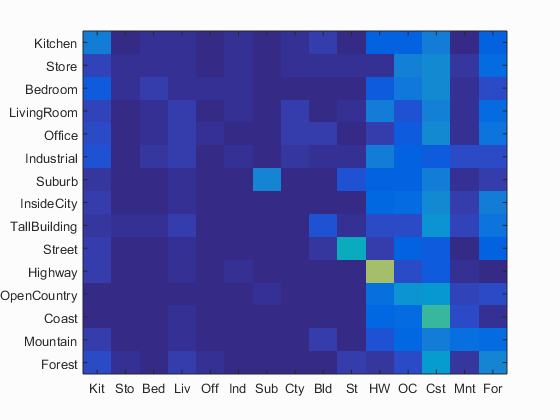 Kitchen
Store
Bedroom
LivingRoom
Office
Industrial
Suburb
InsideCity
TallBuilding
Street
Highway
OpenCountry
Coast
Mountain
Forest
Kit Sto Bed Liv Off Ind Sub Cty Bld St HW OC Cst Mnt For